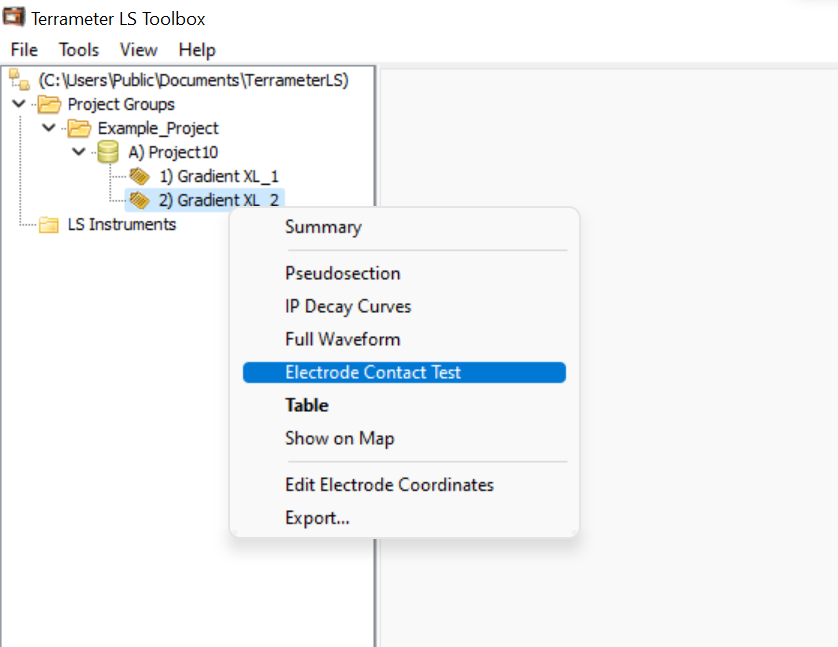 Terrameter LS Toolbox
File Tools View Help
(C:\Users\Public\Documents\TerrameterLS)
Project Groups
Example_Project
A) Project10
1) Gradient XL_1
2) Gradient XL_2
LS Instruments
Summary
Pseudosection
IP Decay Curves
Full Waveform
Electrode Contact Test
Table
Show on Map
Edit Electrode Coordinates
Export...